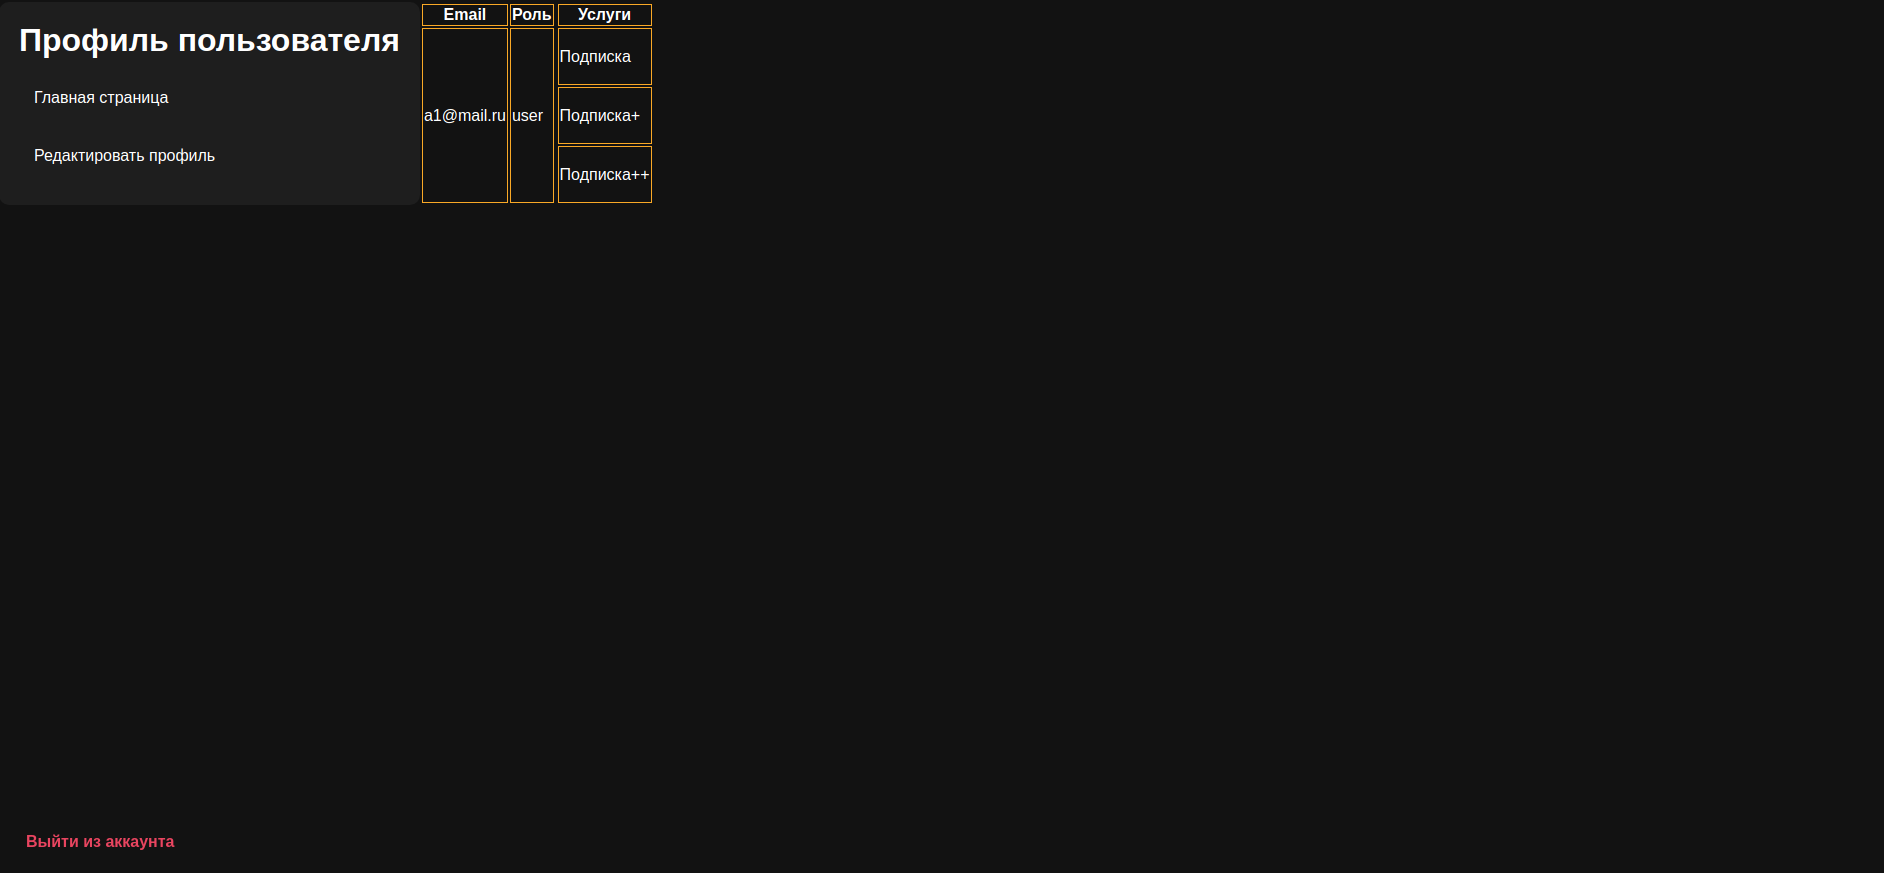 Профиль пользователя
Главная страница
Редактировать профиль
Email Роль Услуги
a1@mail.ru user
Подписка
Подписка+
Подписка++
Выйти из аккаунта